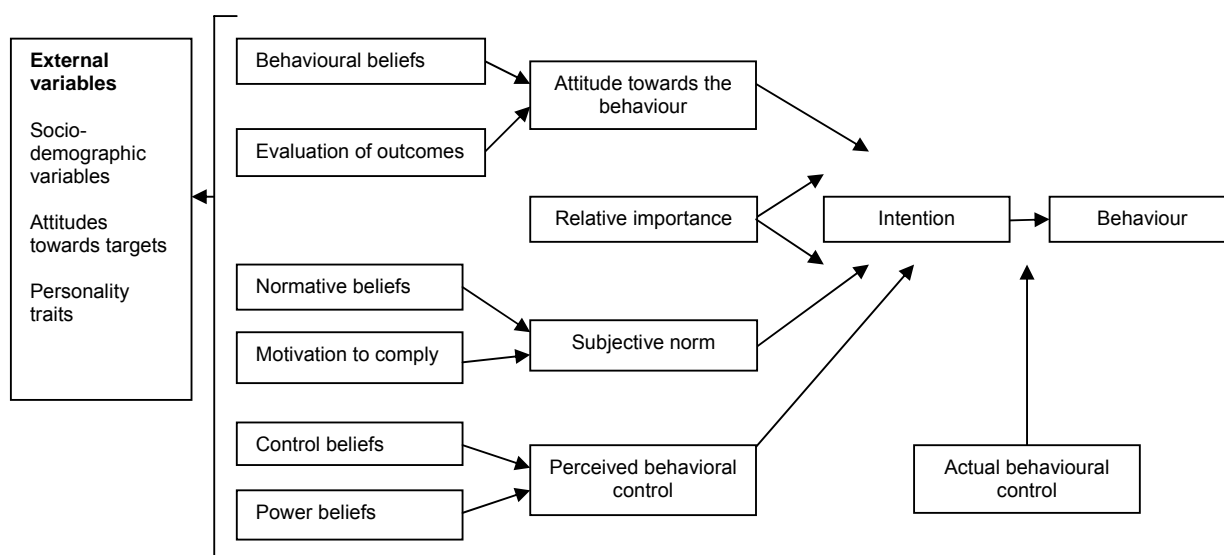 External
variables
Socio-
demographic
variables
Attitudes
towards targets
Personality
traits
Behavioural beliefs
Evaluation of outcomes
Normative beliefs
Motivation to comply
Control beliefs
Power beliefs
Attitude towards the
behaviour
Relative importance
Subjective norm
Perceived behavioral
control
Intention
Behaviour
Actual behavioural
control